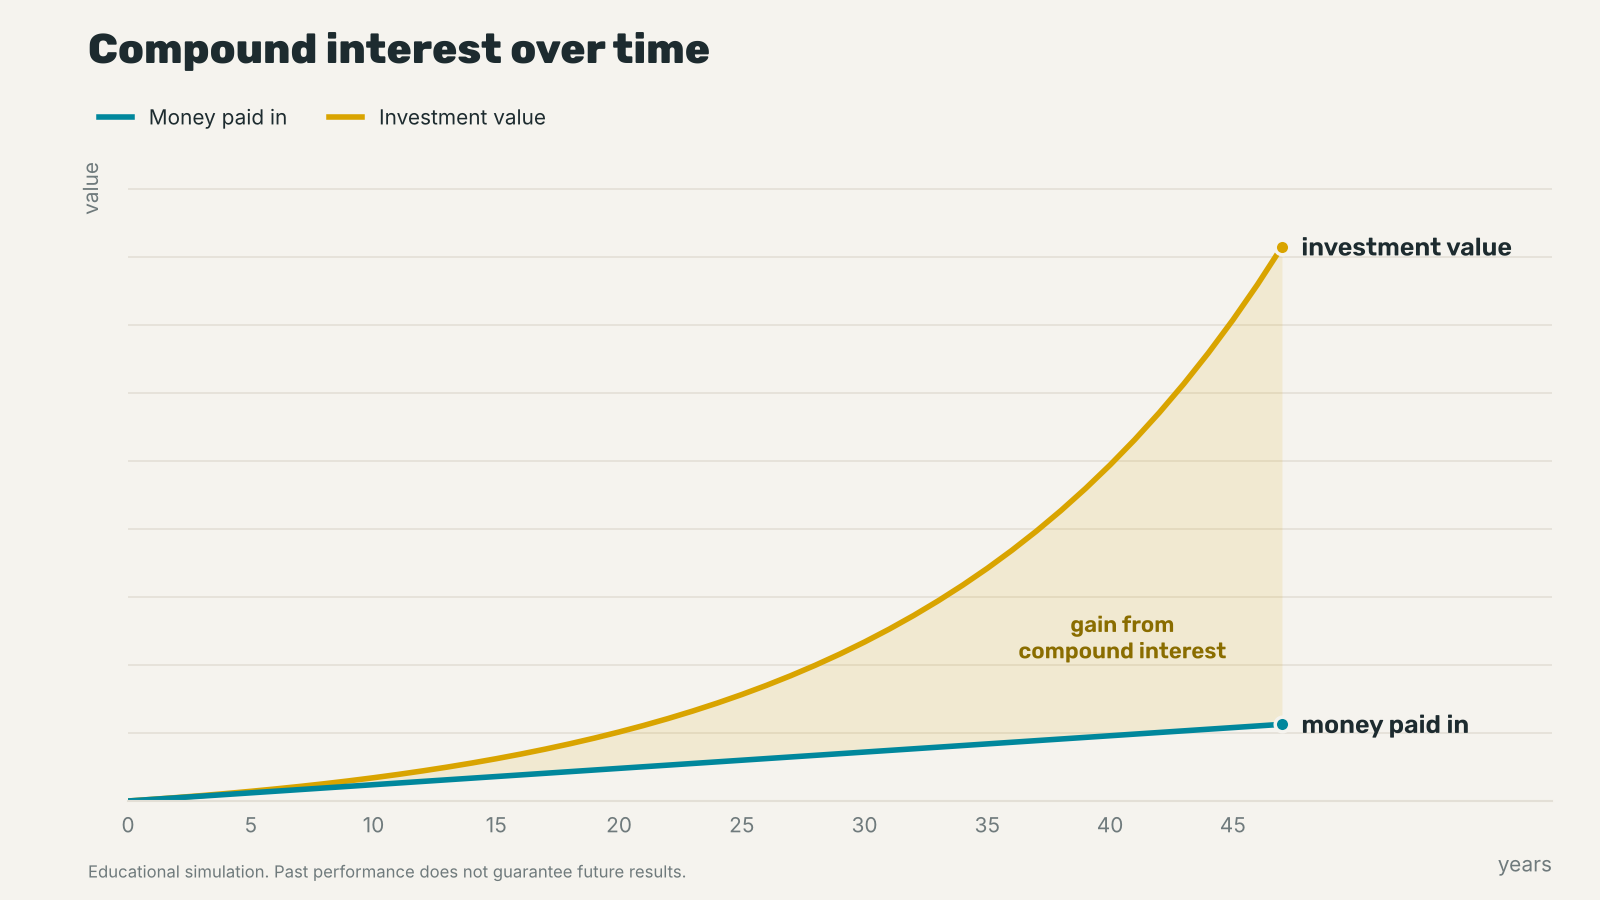 Compound interest over time
Money paid in
Investment value
value
investment value
gain from
compound interest
money paid in
0 5 10 15 20 25 30 35 40 45
years
Educational simulation. Past performance does not guarantee future results.